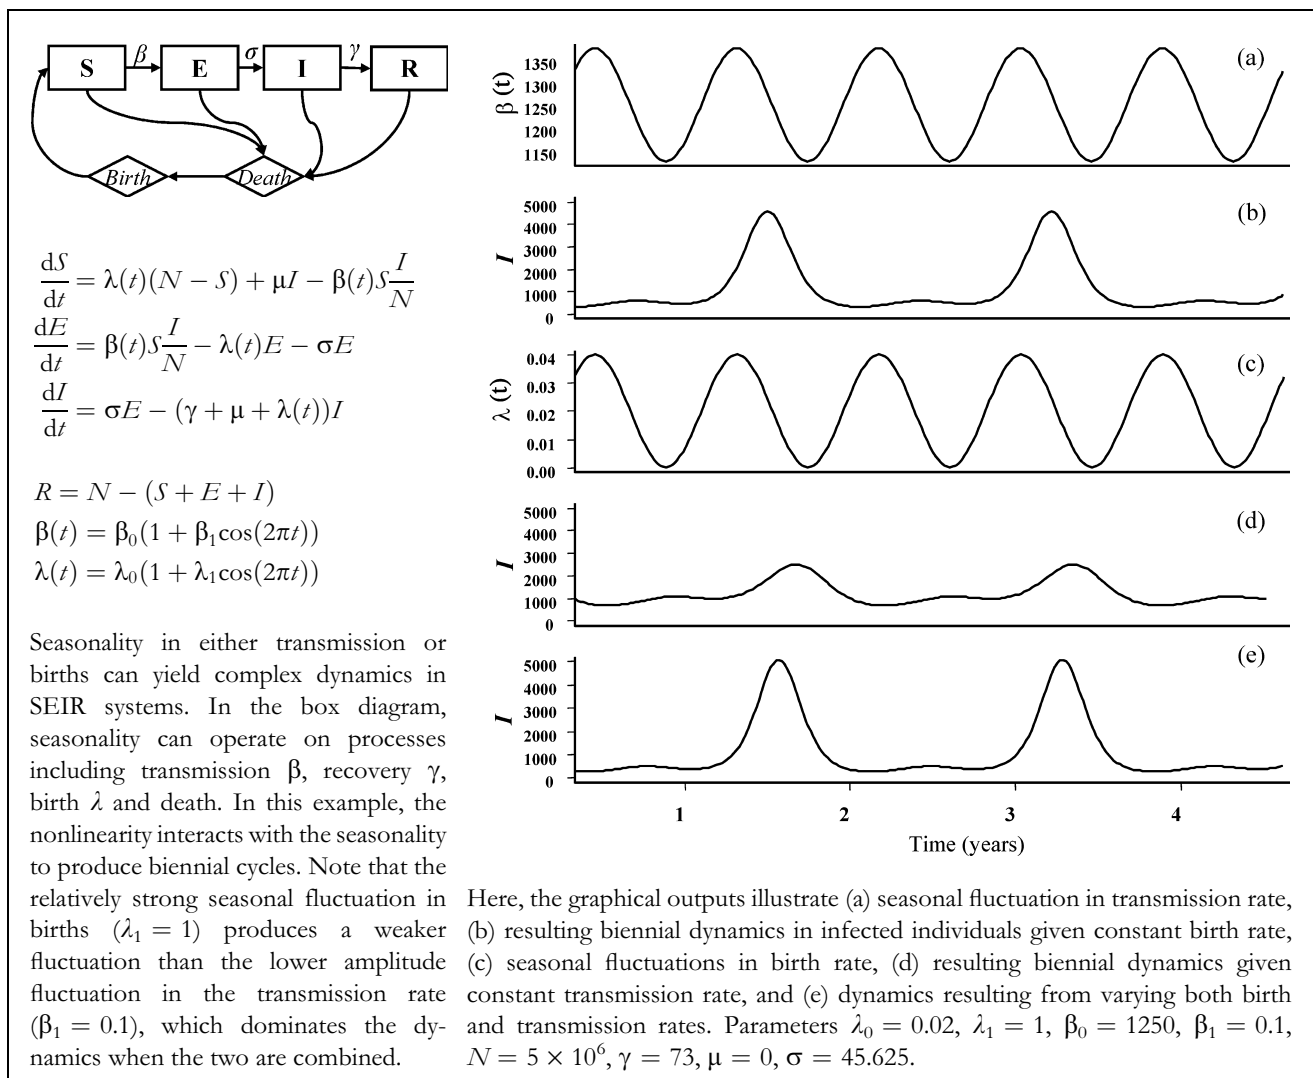 β σ γ
S E I R
Birth Death
dS/dt = λ(t)(N − S) + μI − β(t)S I/N
dE/dt = β(t)S I/N − λ(t)E − σE
dI/dt = σE − (γ + μ + λ(t))I
R = N − (S + E + I)
β(t) = β₀(1 + β₁cos(2πt))
λ(t) = λ₀(1 + λ₁cos(2πt))
Seasonality in either transmission or
births can yield complex dynamics in
SEIR systems. In the box diagram,
seasonality can operate on processes
including transmission β, recovery γ,
birth λ and death. In this example, the
nonlinearity interacts with the seasonality
to produce biennial cycles. Note that the
relatively strong seasonal fluctuation in
births (λ₁ = 1) produces a weaker
fluctuation than the lower amplitude
fluctuation in the transmission rate
(β₁ = 0.1), which dominates the dy-
namics when the two are combined.
(a)
β (t)
1350
1300
1250
1200
1150
(b)
I
5000
4000
3000
2000
1000
0
(c)
λ (t)
0.04
0.03
0.02
0.01
0.00
(d)
I
5000
4000
3000
2000
1000
0
(e)
I
5000
4000
3000
2000
1000
0
1 2 3 4
Time (years)
Here, the graphical outputs illustrate (a) seasonal fluctuation in transmission rate,
(b) resulting biennial dynamics in infected individuals given constant birth rate,
(c) seasonal fluctuations in birth rate, (d) resulting biennial dynamics given
constant transmission rate, and (e) dynamics resulting from varying both birth
and transmission rates. Parameters λ₀ = 0.02, λ₁ = 1, β₀ = 1250, β₁ = 0.1,
N = 5 × 10⁶, γ = 73, μ = 0, σ = 45.625.